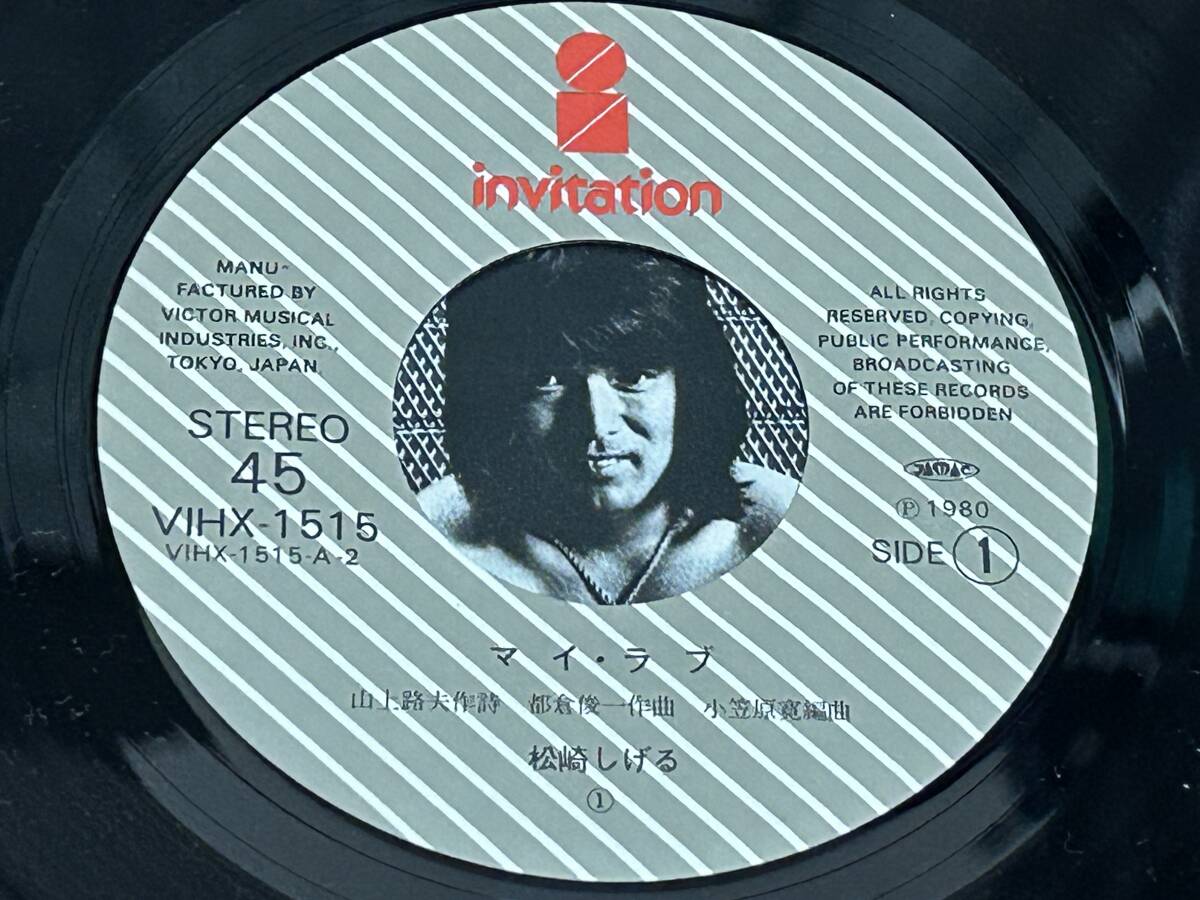 invitation
MANU-
FACTURED BY
VICTOR MUSICAL
INDUSTRIES, INC.,
TOKYO, JAPAN
STEREO
45
VIHX-1515
VIHX-1515-A-2
ALL RIGHTS
RESERVED, COPYING,
PUBLIC PERFORMANCE,
BROADCASTING
OF THESE RECORDS
ARE FORBIDDEN
JASRAC
Ⓟ1980
SIDE ①
マイ・ラブ
山上路夫作詩 都倉俊一作曲 小笠原寛編曲
松崎しげる
①